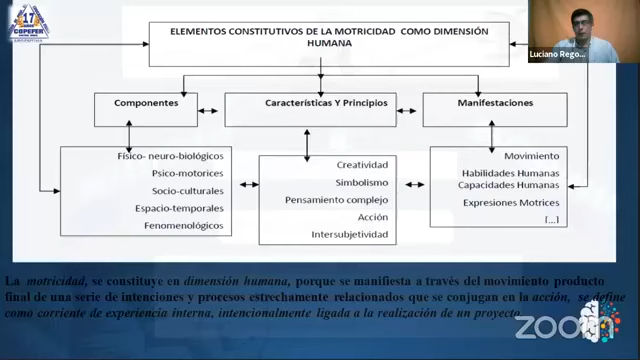 17
COPEFER
ELEMENTOS CONSTITUTIVOS DE LA MOTRICIDAD COMO DIMENSIÓN
HUMANA
Luciano Rego...
Componentes
Características Y Principios
Manifestaciones
Físico- neuro-biológicos
Psico-motorices
Socio-culturales
Espacio-temporales
Fenomenológicos
Creatividad
Simbolismo
Pensamiento complejo
Acción
Intersubjetividad
Movimiento
Habilidades Humanas
Capacidades Humanas
Expresiones Motrices
[...]
La motricidad, se constituye en dimensión humana, porque se manifiesta a través del movimiento producto
final de una serie de intenciones y procesos estrechamente relacionados que se conjugan en la acción, se define
como corriente de experiencia interna, intencionalmente ligada a la realización de un proyecto.
zoom